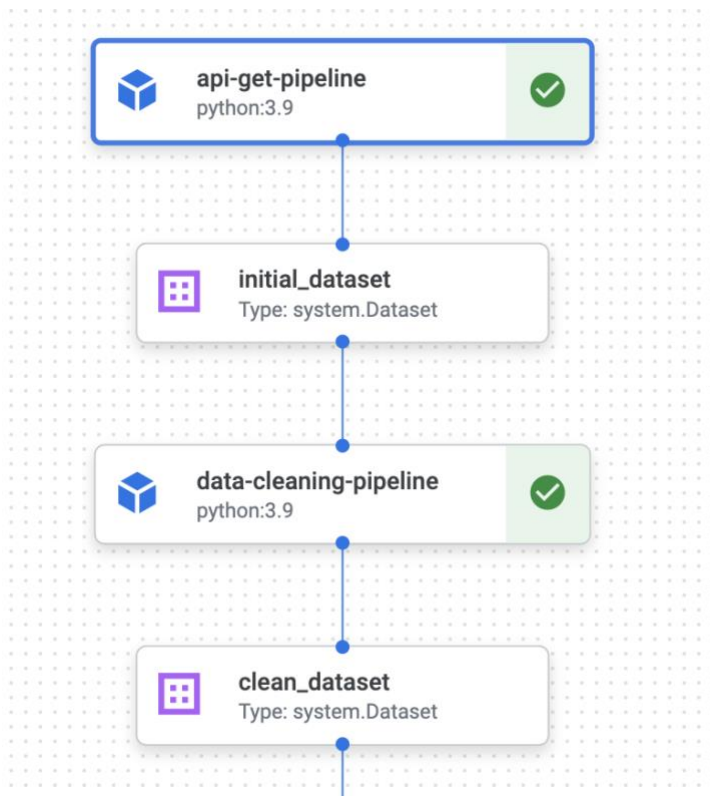 api-get-pipeline
python:3.9
initial_dataset
Type: system.Dataset
data-cleaning-pipeline
python:3.9
clean_dataset
Type: system.Dataset